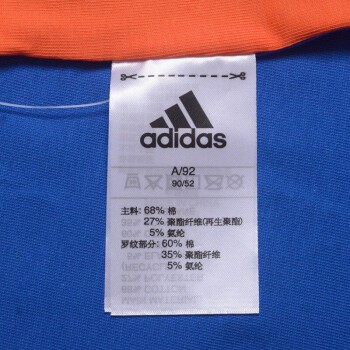 adidas
A/92
90/52
主料: 68% 棉
27% 聚酯纤维(再生聚酯)
5% 氨纶
罗纹部分: 60% 棉
35% 聚酯纤维
5% 氨纶